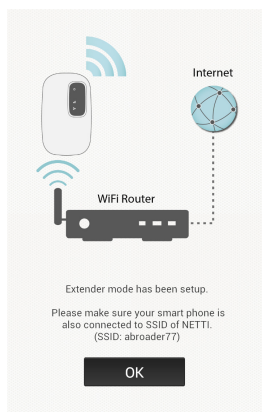 Internet
WiFi Router
Extender mode has been setup.
Please make sure your smart phone is
also connected to SSID of NETTI.
(SSID: abroader77)
OK